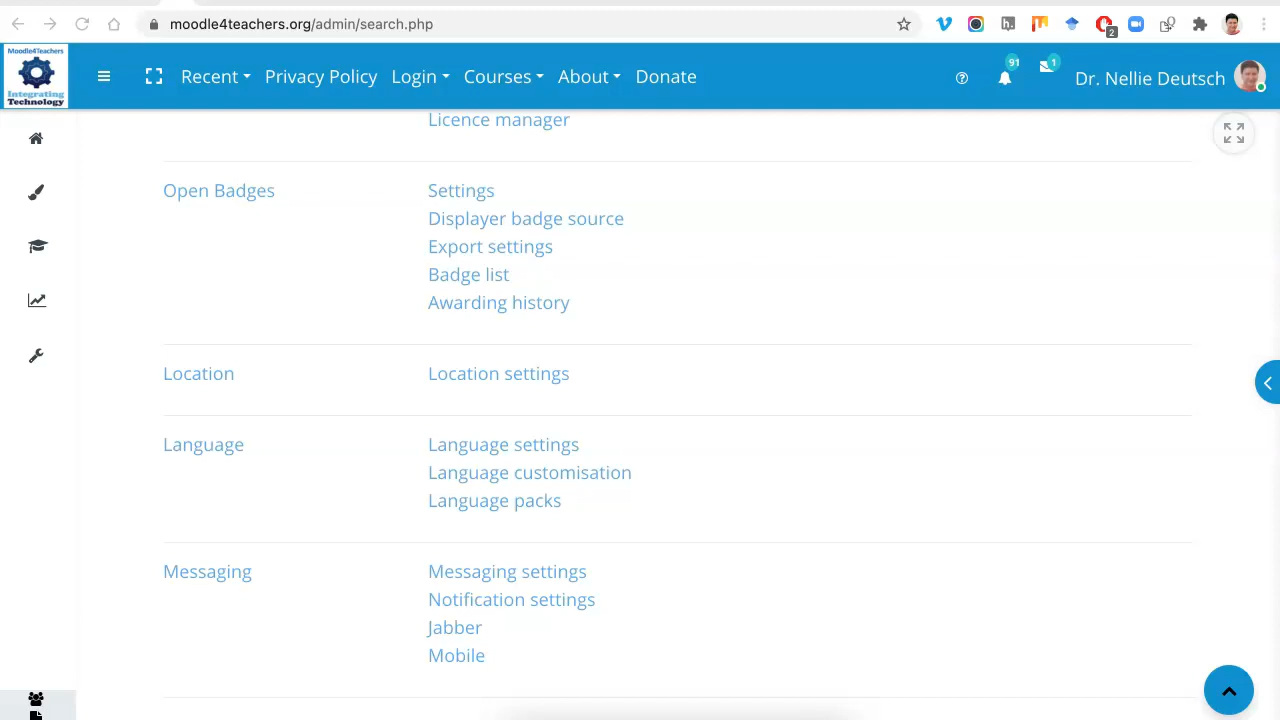 moodle4teachers.org/admin/search.php
2
Moodle4Teachers
Integrating
Technology
Recent
Privacy Policy
Login
Courses
About
Donate
91
1
Dr. Nellie Deutsch
Licence manager
Open Badges
Settings
Displayer badge source
Export settings
Badge list
Awarding history
Location
Location settings
Language
Language settings
Language customisation
Language packs
Messaging
Messaging settings
Notification settings
Jabber
Mobile